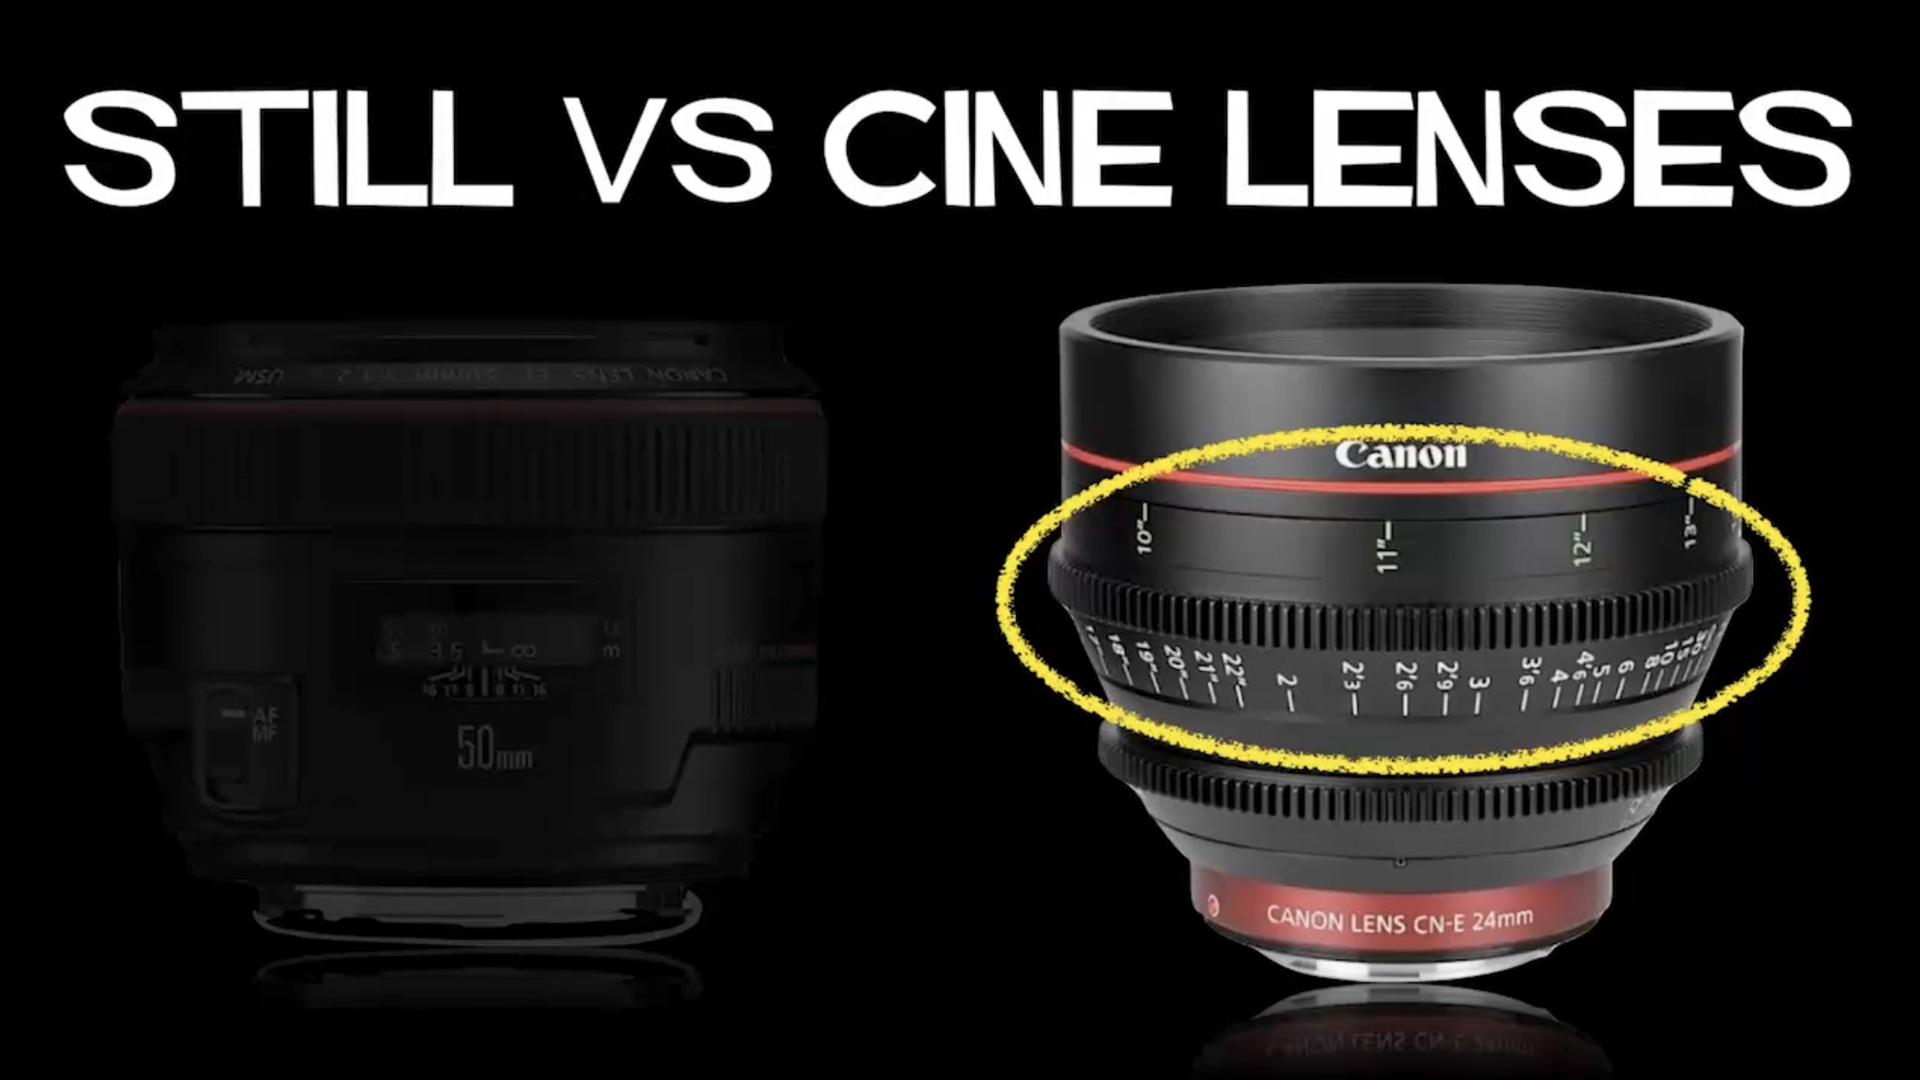 STILL VS CINE LENSES
CANON LENS EF 50mm 1:1.2 L USM
Canon
10" 11" 12" 13"
18" 19" 20" 21" 22" 2 2'3 2'6 2'9 3 3'6 4 4'6 5 6 8 10 15
∞ m
AF
MF
50mm
CANON LENS CN-E 24mm